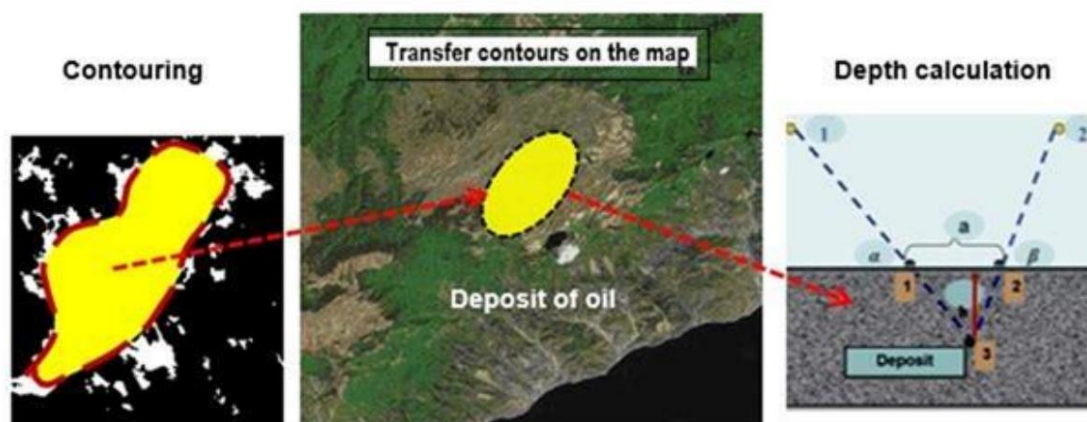 Contouring
Transfer contours on the map
Deposit of oil
Depth calculation
1
2
a
α
β
1
2
h
3
Deposit